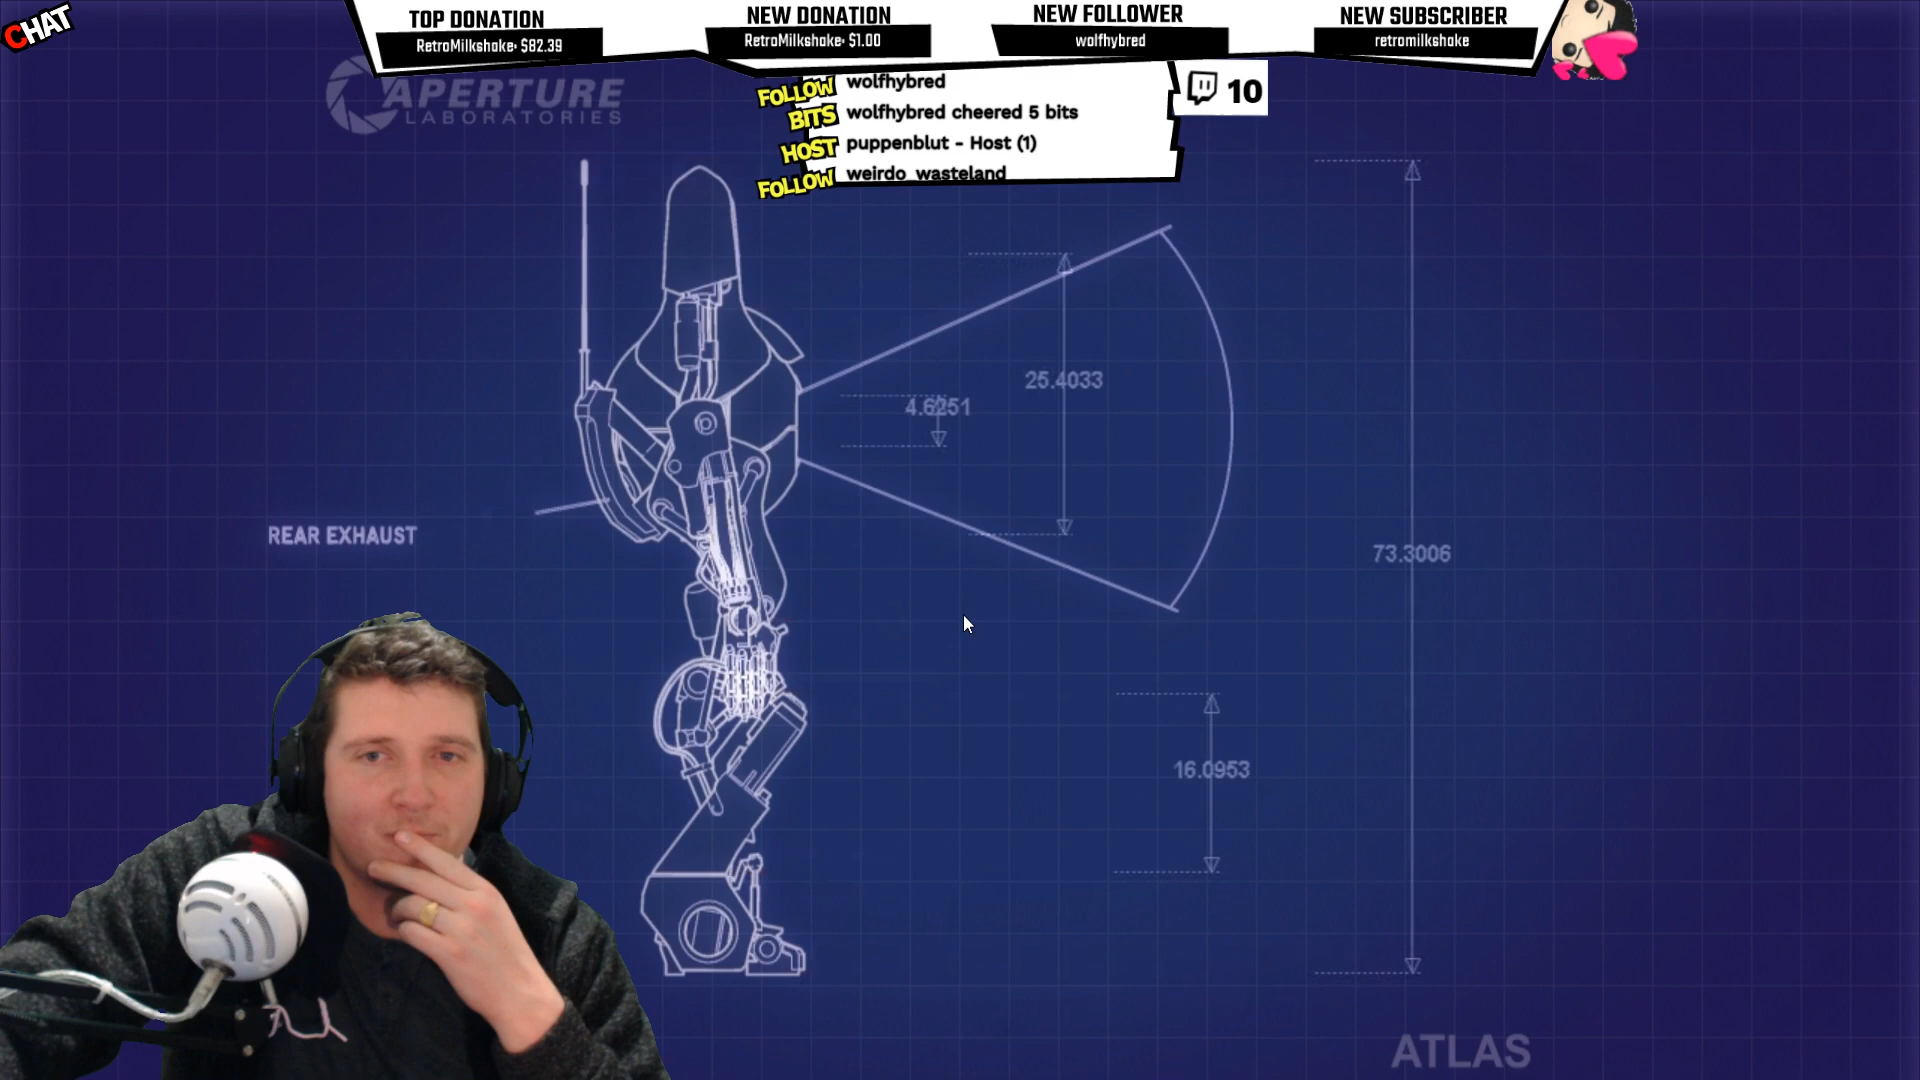 CHAT
TOP DONATION
RetroMilkshake: $82.39
NEW DONATION
RetroMilkshake: $1.00
NEW FOLLOWER
wolfhybred
NEW SUBSCRIBER
retromilkshake
FOLLOW wolfhybred
BITS wolfhybred cheered 5 bits
HOST puppenblut - Host (1)
FOLLOW weirdo_wasteland
10
APERTURE
LABORATORIES
25.4033
4.6251
REAR EXHAUST
73.3006
16.0953
ATLAS